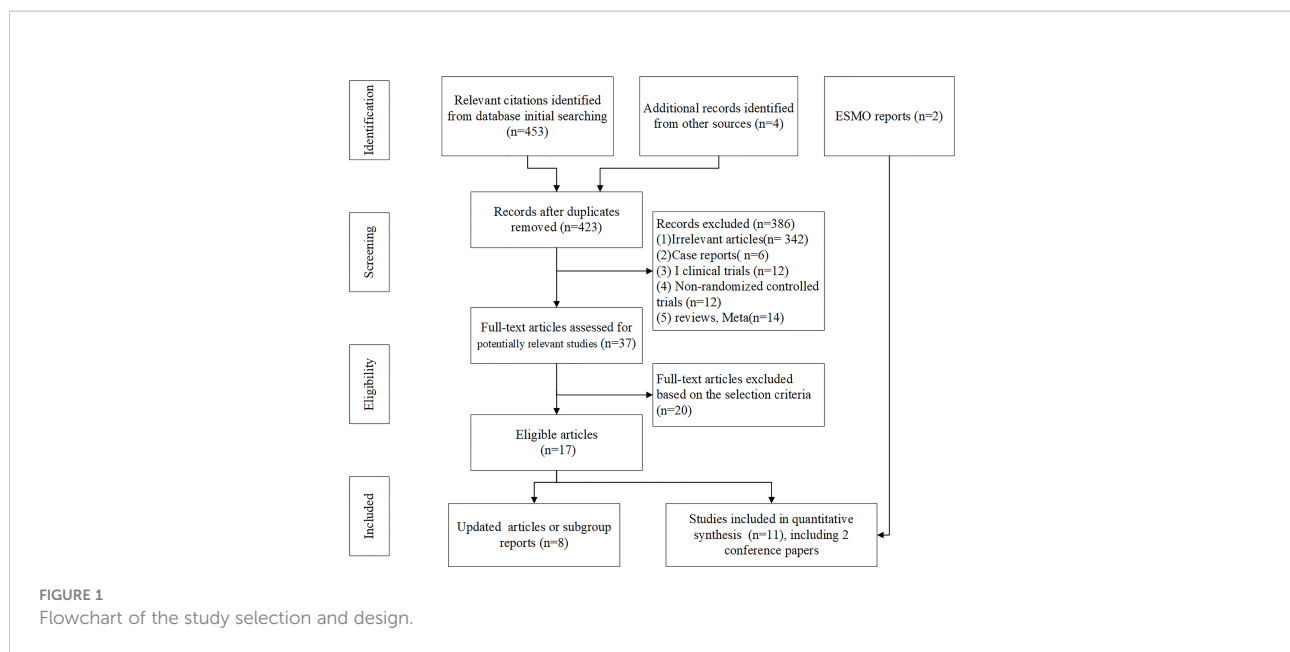 Identification
Relevant citations identified
from database initial searching
(n=453)
Additional records identified
from other sources (n=4)
ESMO reports (n=2)
Screening
Records after duplicates
removed (n=423)
Records excluded (n=386)
(1)Irrelevant articles(n= 342)
(2)Case reports( n=6)
(3) I clinical trials (n=12)
(4) Non-randomized controlled
trials (n=12)
(5) reviews, Meta(n=14)
Full-text articles assessed for
potentially relevant studies (n=37)
Eligibility
Full-text articles excluded
based on the selection criteria
(n=20)
Eligible articles
(n=17)
Included
Updated articles or subgroup
reports (n=8)
Studies included in quantitative
synthesis (n=11), including 2
conference papers
FIGURE 1
Flowchart of the study selection and design.